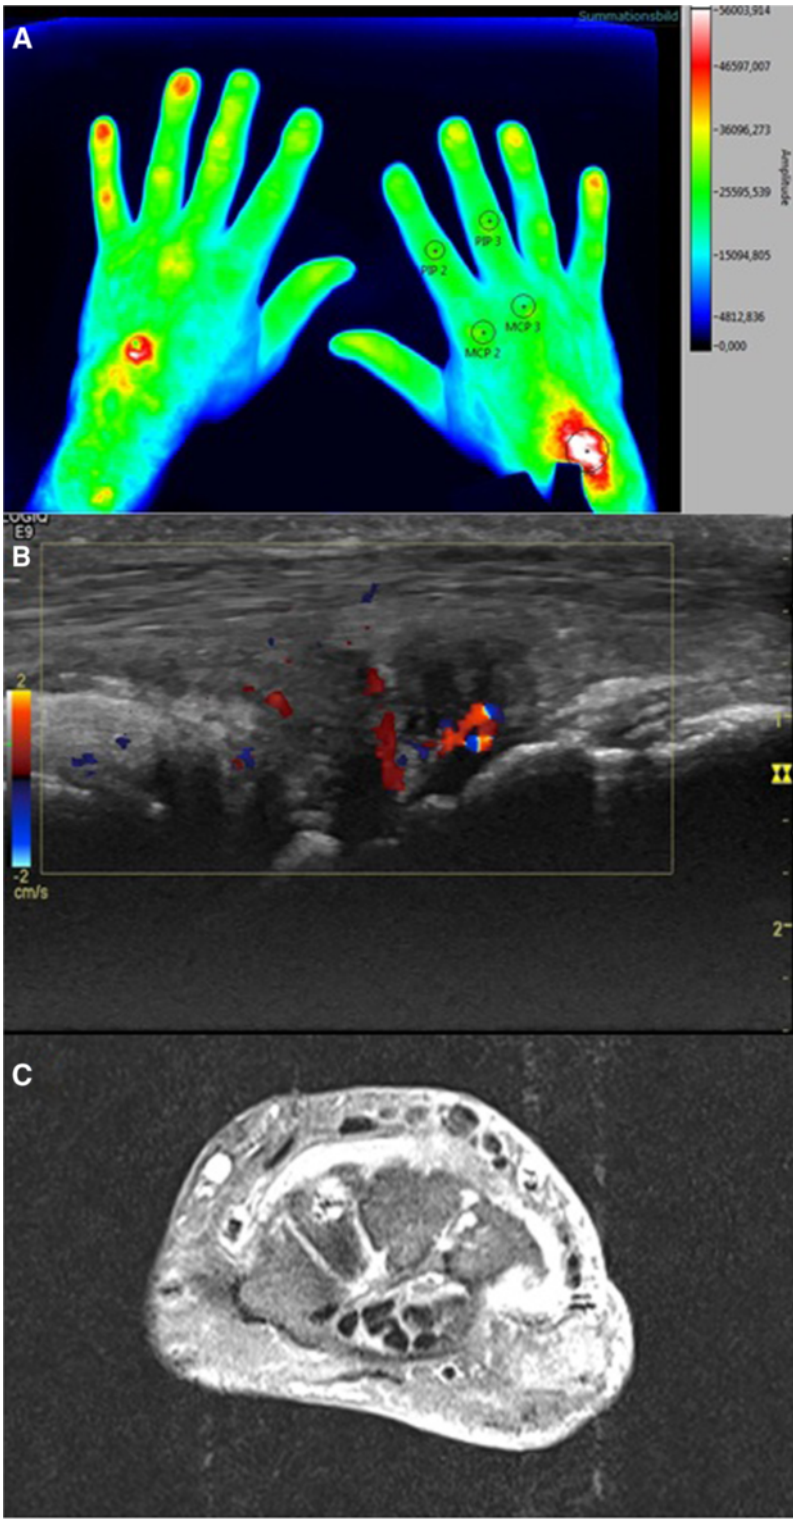 A
Summationsbild
56003,914
46597,007
36096,273
25595,539
15094,805
4812,836
0,000
Amplitude
PIP 2
PIP 3
MCP 3
MCP 2
LOGIQ
E9
B
2
-2
cm/s
1
2
C